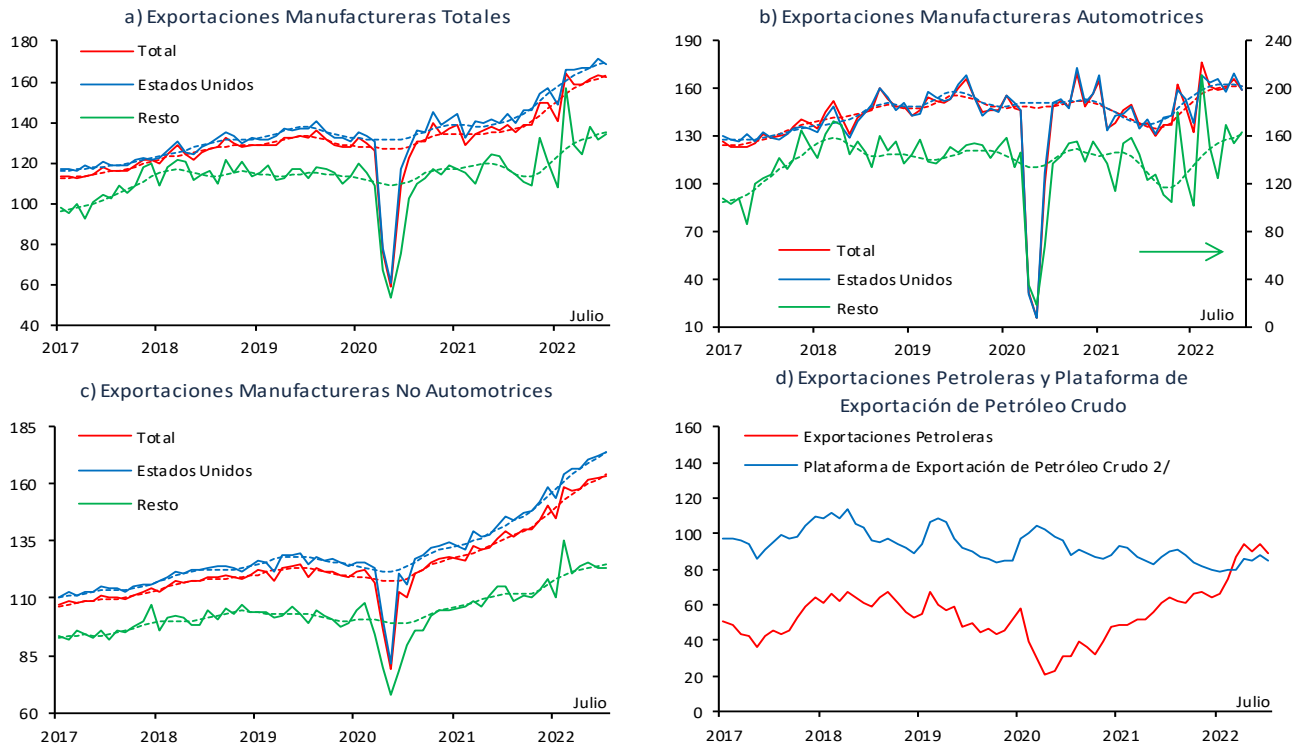 a) Exportaciones Manufactureras Totales
180
160
140
120
100
80
60
40
Total
Estados Unidos
Resto
Julio
2017 2018 2019 2020 2021 2022
b) Exportaciones Manufactureras Automotrices
190
160
130
100
70
40
10
240
200
160
120
80
40
0
Total
Estados Unidos
Resto
Julio
2017 2018 2019 2020 2021 2022
c) Exportaciones Manufactureras No Automotrices
185
160
135
110
85
60
Total
Estados Unidos
Resto
Julio
2017 2018 2019 2020 2021 2022
d) Exportaciones Petroleras y Plataforma de
Exportación de Petróleo Crudo
160
140
120
100
80
60
40
20
0
Exportaciones Petroleras
Plataforma de Exportación de Petróleo Crudo 2/
Julio
2017 2018 2019 2020 2021 2022